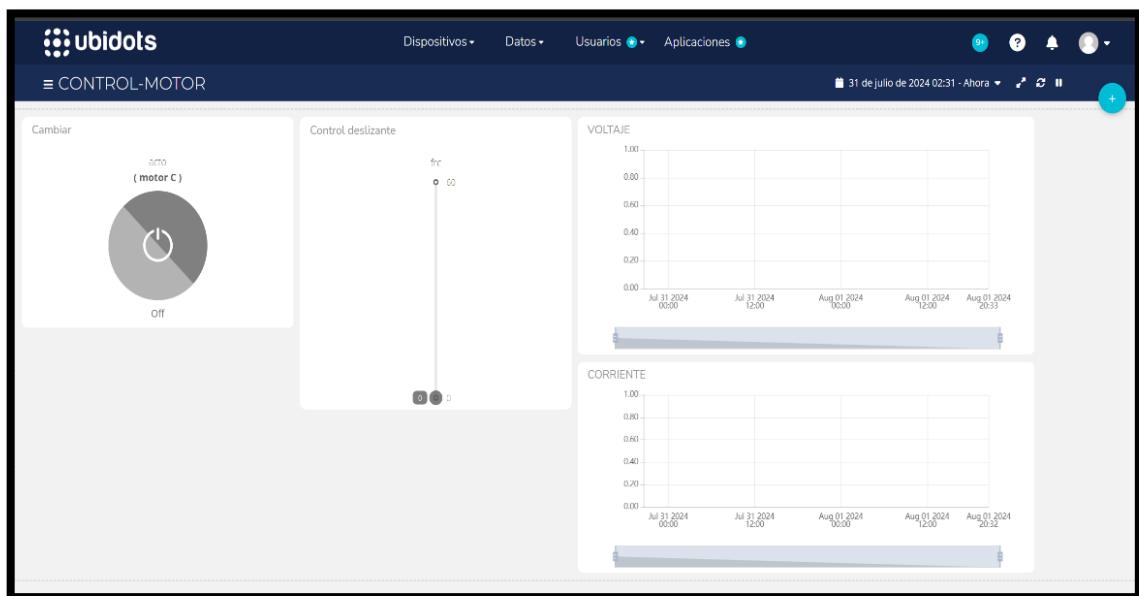 ubidots
Dispositivos Datos Usuarios Aplicaciones 9+ ?
CONTROL-MOTOR
31 de julio de 2024 02:31 - Ahora
+
Cambiar
( motor C )
Off
Control deslizante
60
0 0
VOLTAJE
1.00
0.80
0.60
0.40
0.20
0.00
Jul 31 2024 Jul 31 2024 Aug 01 2024 Aug 01 2024 Aug 01 2024
00:00 12:00 00:00 12:00 20:33
CORRIENTE
1.00
0.80
0.60
0.40
0.20
0.00
Jul 31 2024 Jul 31 2024 Aug 01 2024 Aug 01 2024 Aug 01 2024
00:00 12:00 00:00 12:00 20:32